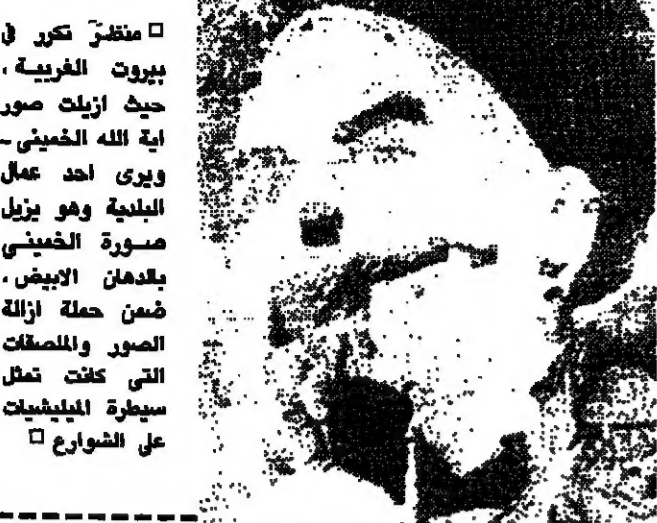 □ منظر تكرر في
بيروت الغربية،
حيث ازيلت صور
اية الله الخميني ـ
ويرى احد عمال
البلدية وهو يزيل
صورة الخميني
بالدهان الابيض،
ضمن حملة ازالة
الصور والملصقات
التي كانت تمثل
سيطرة الميليشيات
على الشوارع □